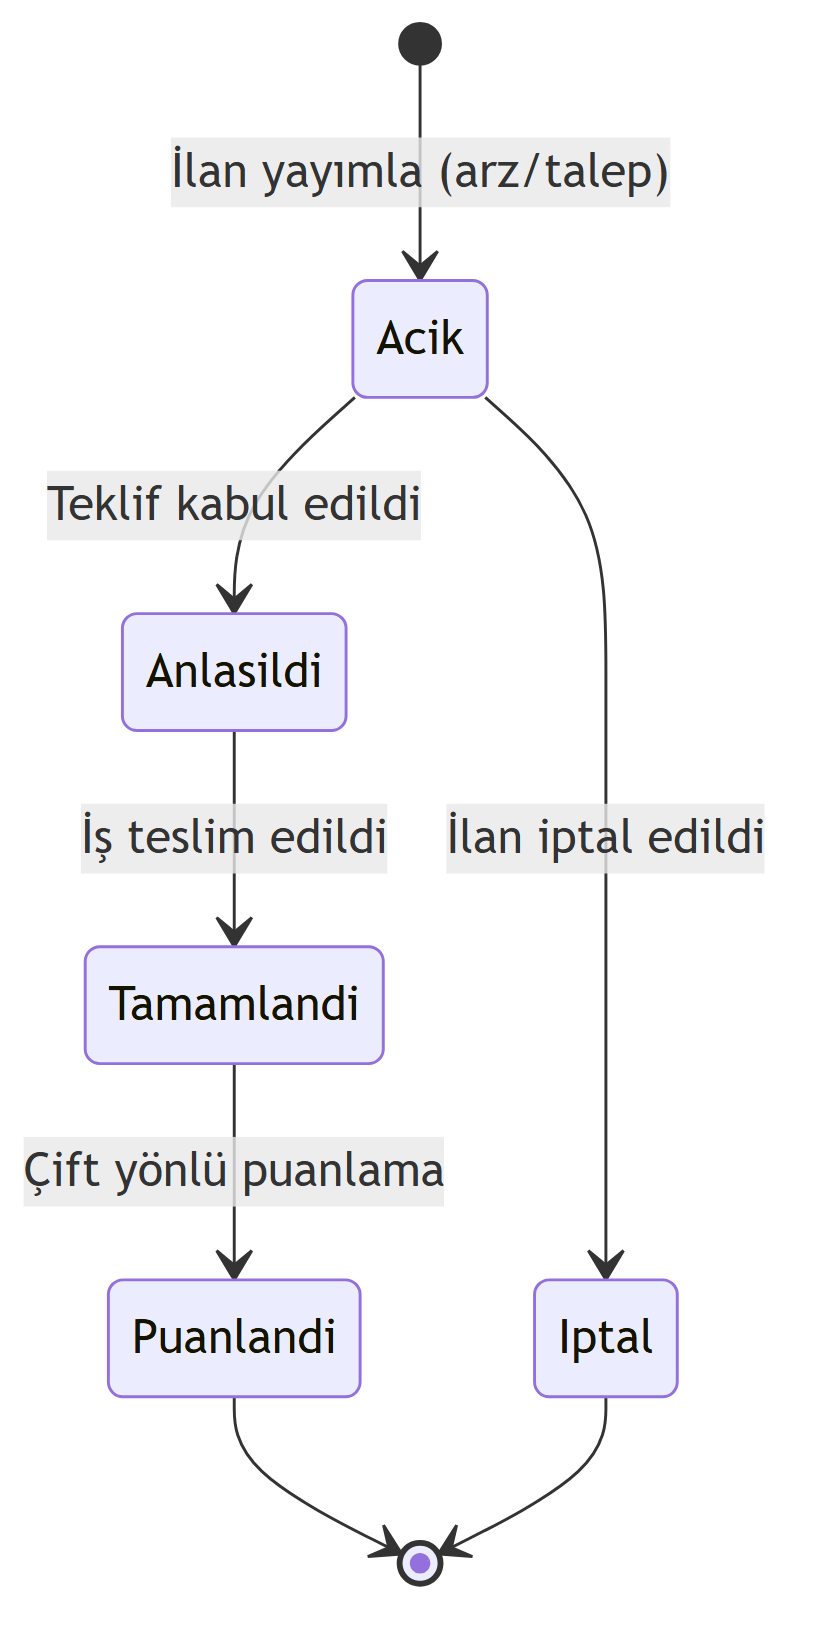 İlan yayımla (arz/talep)
Acik
Teklif kabul edildi
Anlasildi
İş teslim edildi
İlan iptal edildi
Tamamlandi
Çift yönlü puanlama
Puanlandi
Iptal